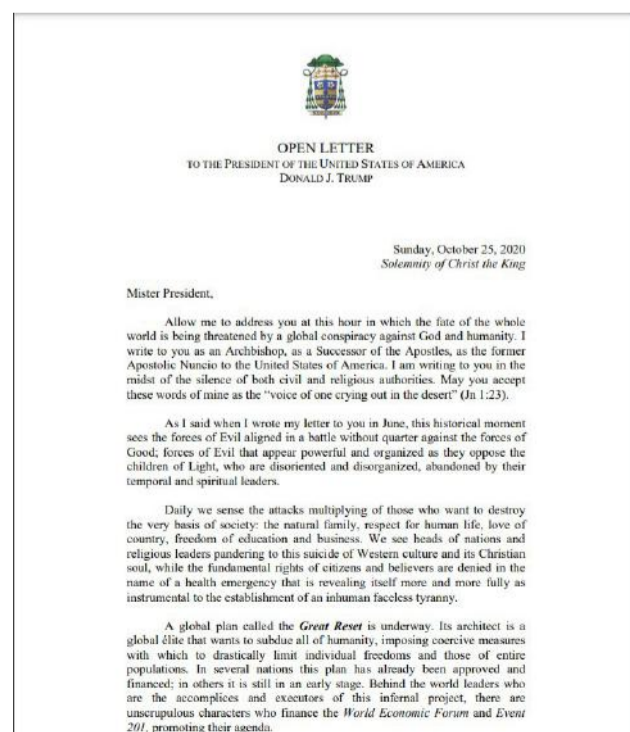 OPEN LETTER
TO THE PRESIDENT OF THE UNITED STATES OF AMERICA
DONALD J. TRUMP
Sunday, October 25, 2020
Solemnity of Christ the King
Mister President,
Allow me to address you at this hour in which the fate of the whole
world is being threatened by a global conspiracy against God and humanity. I
write to you as an Archbishop, as a Successor of the Apostles, as the former
Apostolic Nuncio to the United States of America. I am writing to you in the
midst of the silence of both civil and religious authorities. May you accept
these words of mine as the “voice of one crying out in the desert” (Jn 1:23).
As I said when I wrote my letter to you in June, this historical moment
sees the forces of Evil aligned in a battle without quarter against the forces of
Good; forces of Evil that appear powerful and organized as they oppose the
children of Light, who are disoriented and disorganized, abandoned by their
temporal and spiritual leaders.
Daily we sense the attacks multiplying of those who want to destroy
the very basis of society: the natural family, respect for human life, love of
country, freedom of education and business. We see heads of nations and
religious leaders pandering to this suicide of Western culture and its Christian
soul, while the fundamental rights of citizens and believers are denied in the
name of a health emergency that is revealing itself more and more fully as
instrumental to the establishment of an inhuman faceless tyranny.
A global plan called the Great Reset is underway. Its architect is a
global élite that wants to subdue all of humanity, imposing coercive measures
with which to drastically limit individual freedoms and those of entire
populations. In several nations this plan has already been approved and
financed; in others it is still in an early stage. Behind the world leaders who
are the accomplices and executors of this infernal project, there are
unscrupulous characters who finance the World Economic Forum and Event
201, promoting their agenda.